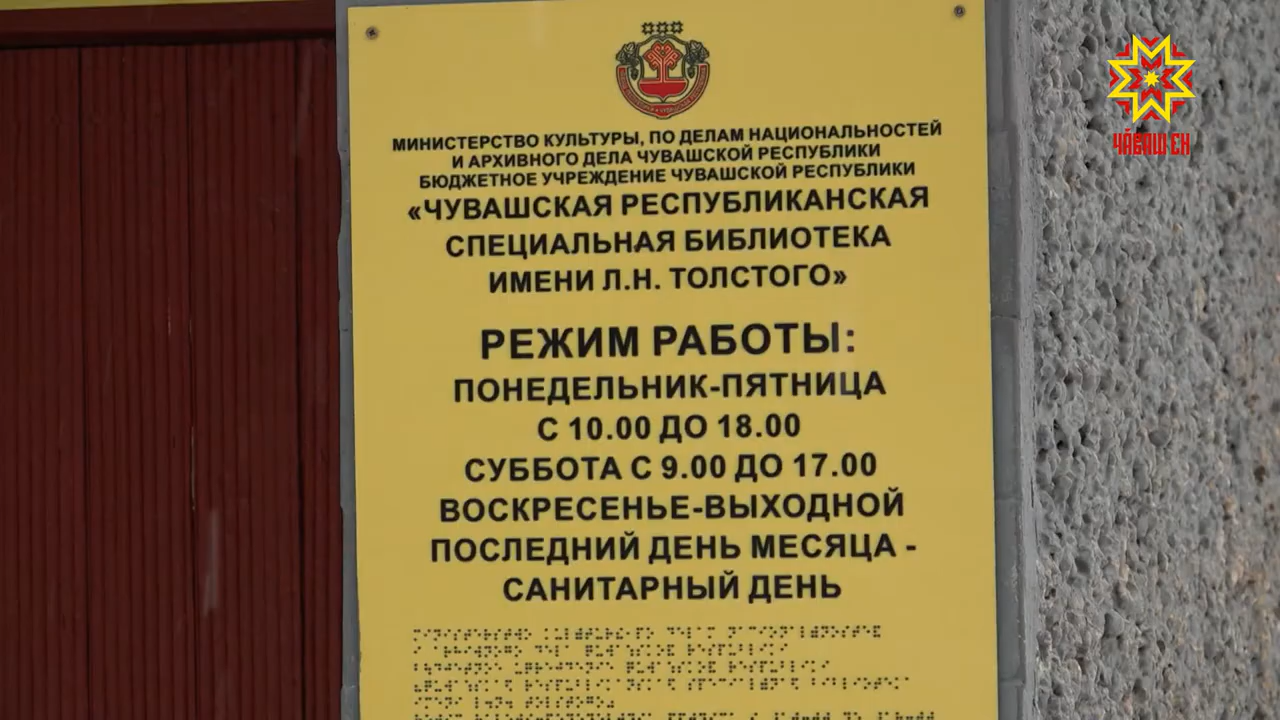 МИНИСТЕРСТВО КУЛЬТУРЫ, ПО ДЕЛАМ НАЦИОНАЛЬНОСТЕЙ
И АРХИВНОГО ДЕЛА ЧУВАШСКОЙ РЕСПУБЛИКИ
БЮДЖЕТНОЕ УЧРЕЖДЕНИЕ ЧУВАШСКОЙ РЕСПУБЛИКИ
«ЧУВАШСКАЯ РЕСПУБЛИКАНСКАЯ
СПЕЦИАЛЬНАЯ БИБЛИОТЕКА
ИМЕНИ Л.Н. ТОЛСТОГО»
РЕЖИМ РАБОТЫ:
ПОНЕДЕЛЬНИК-ПЯТНИЦА
С 10.00 ДО 18.00
СУББОТА С 9.00 ДО 17.00
ВОСКРЕСЕНЬЕ-ВЫХОДНОЙ
ПОСЛЕДНИЙ ДЕНЬ МЕСЯЦА -
САНИТАРНЫЙ ДЕНЬ
ЧĂВАШ ЕН